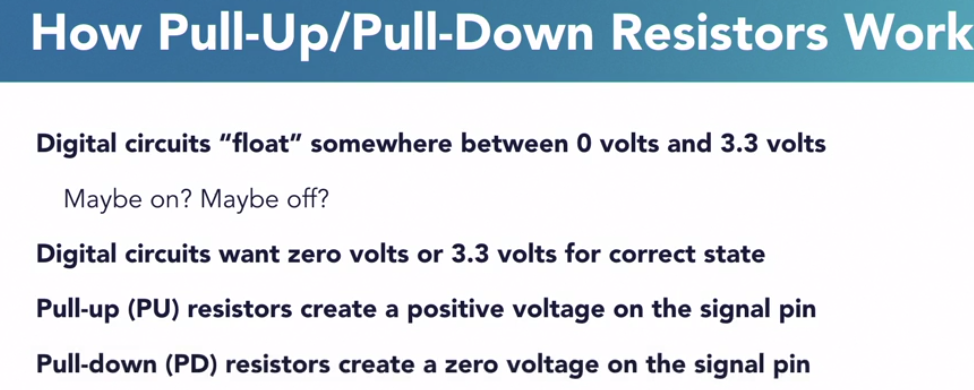 How Pull-Up/Pull-Down Resistors Work
Digital circuits “float” somewhere between 0 volts and 3.3 volts
Maybe on? Maybe off?
Digital circuits want zero volts or 3.3 volts for correct state
Pull-up (PU) resistors create a positive voltage on the signal pin
Pull-down (PD) resistors create a zero voltage on the signal pin